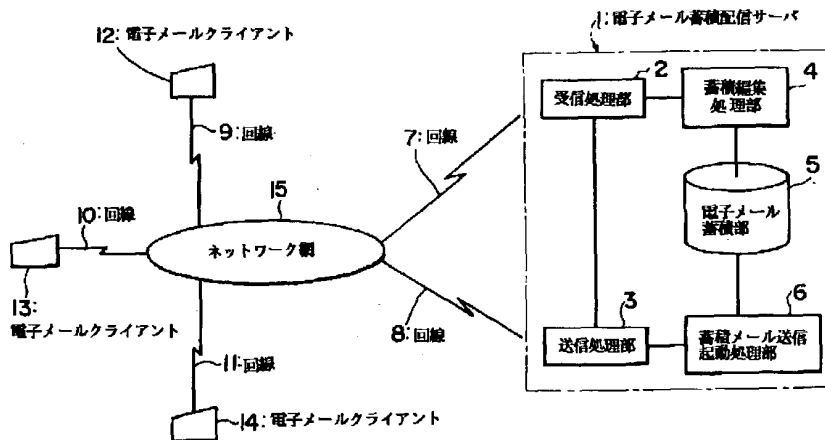 12:電子メールクライアント
9:回線
10:回線
13:
電子メールクライアント
11:回線
14:電子メールクライアント
15
ネットワーク網
7:回線
8:回線
1:電子メール蓄積配信サーバ
2
受信処理部
4
蓄積編集
処理部
5
電子メール
蓄積部
3
送信処理部
6
蓄積メール送信
起動処理部